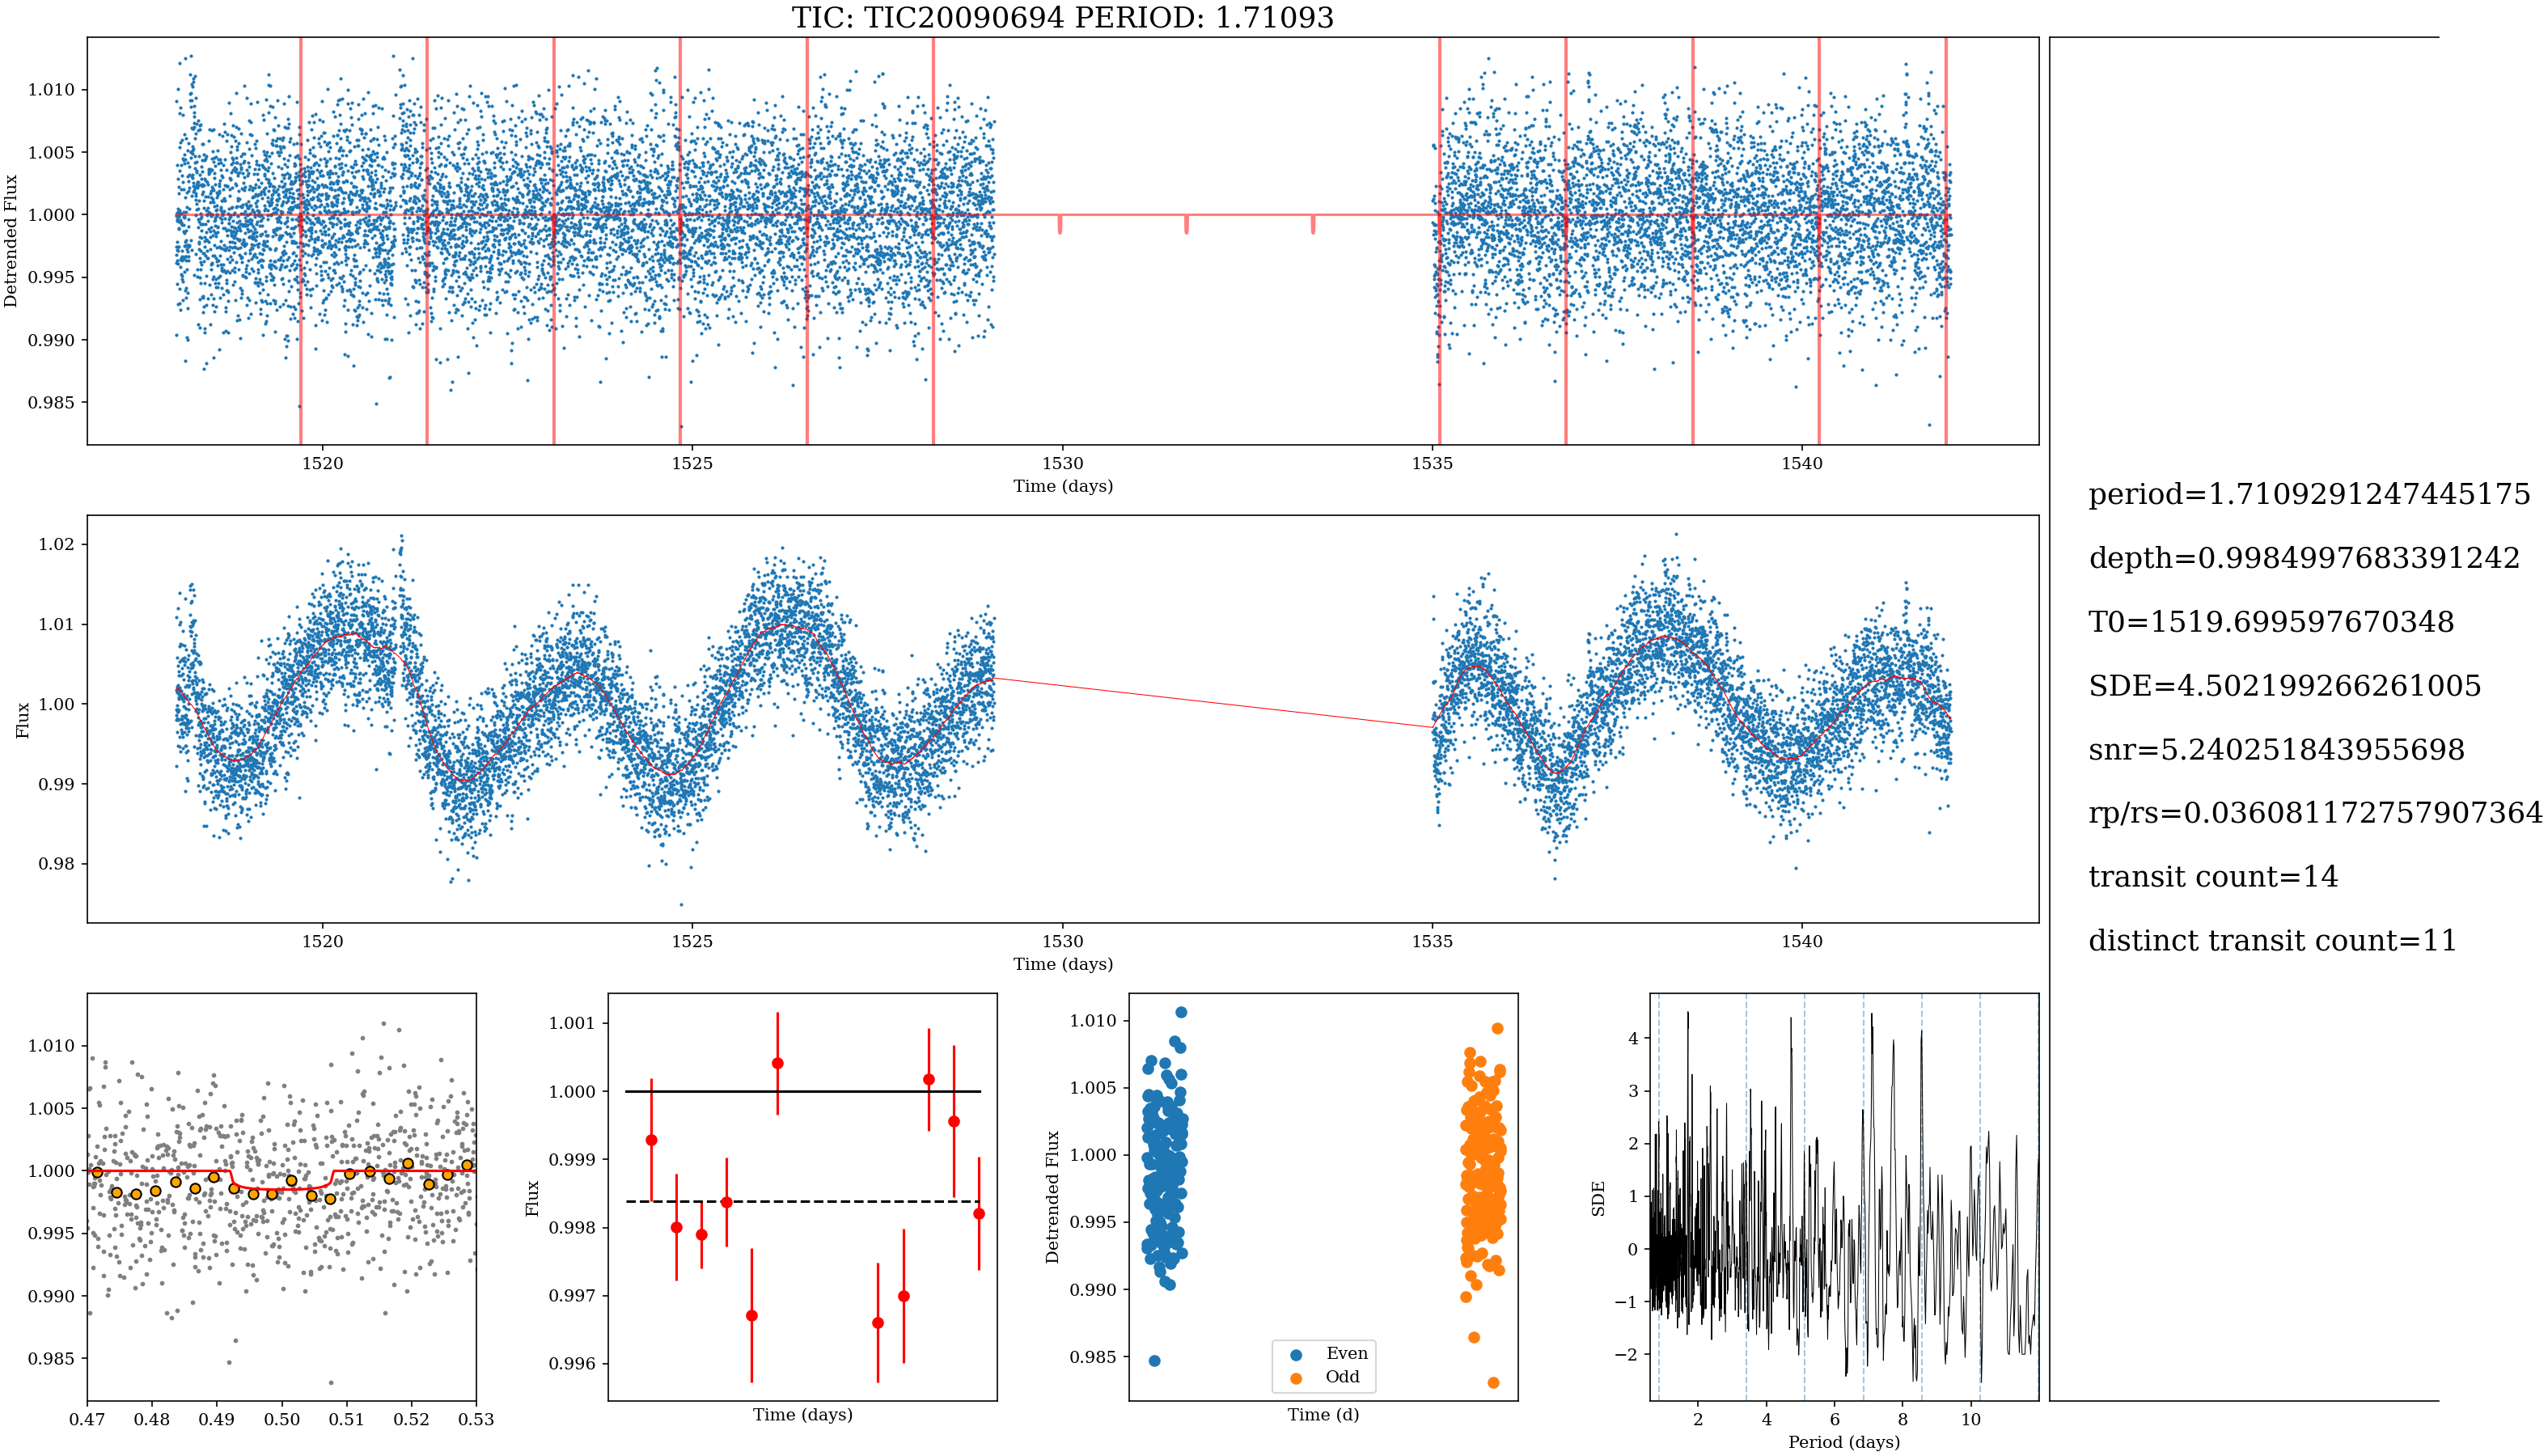 TIC: TIC20090694 PERIOD: 1.71093
1.010
1.005
1.000
0.995
0.990
0.985
Detrended Flux
1520
1525
1530
1535
1540
Time (days)
1.02
1.01
1.00
0.99
0.98
Flux
1520
1525
1530
1535
1540
Time (days)
period=1.7109291247445175
depth=0.9984997683391242
T0=1519.699597670348
SDE=4.502199266261005
snr=5.240251843955698
rp/rs=0.036081172757907364
transit count=14
distinct transit count=11
1.010
1.005
1.000
0.995
0.990
0.985
0.47
0.48
0.49
0.50
0.51
0.52
0.53
1.001
1.000
0.999
0.998
0.997
0.996
Flux
Time (days)
1.010
1.005
1.000
0.995
0.990
0.985
Detrended Flux
Even
Odd
Time (d)
4
3
2
1
0
−1
−2
SDE
2
4
6
8
10
Period (days)